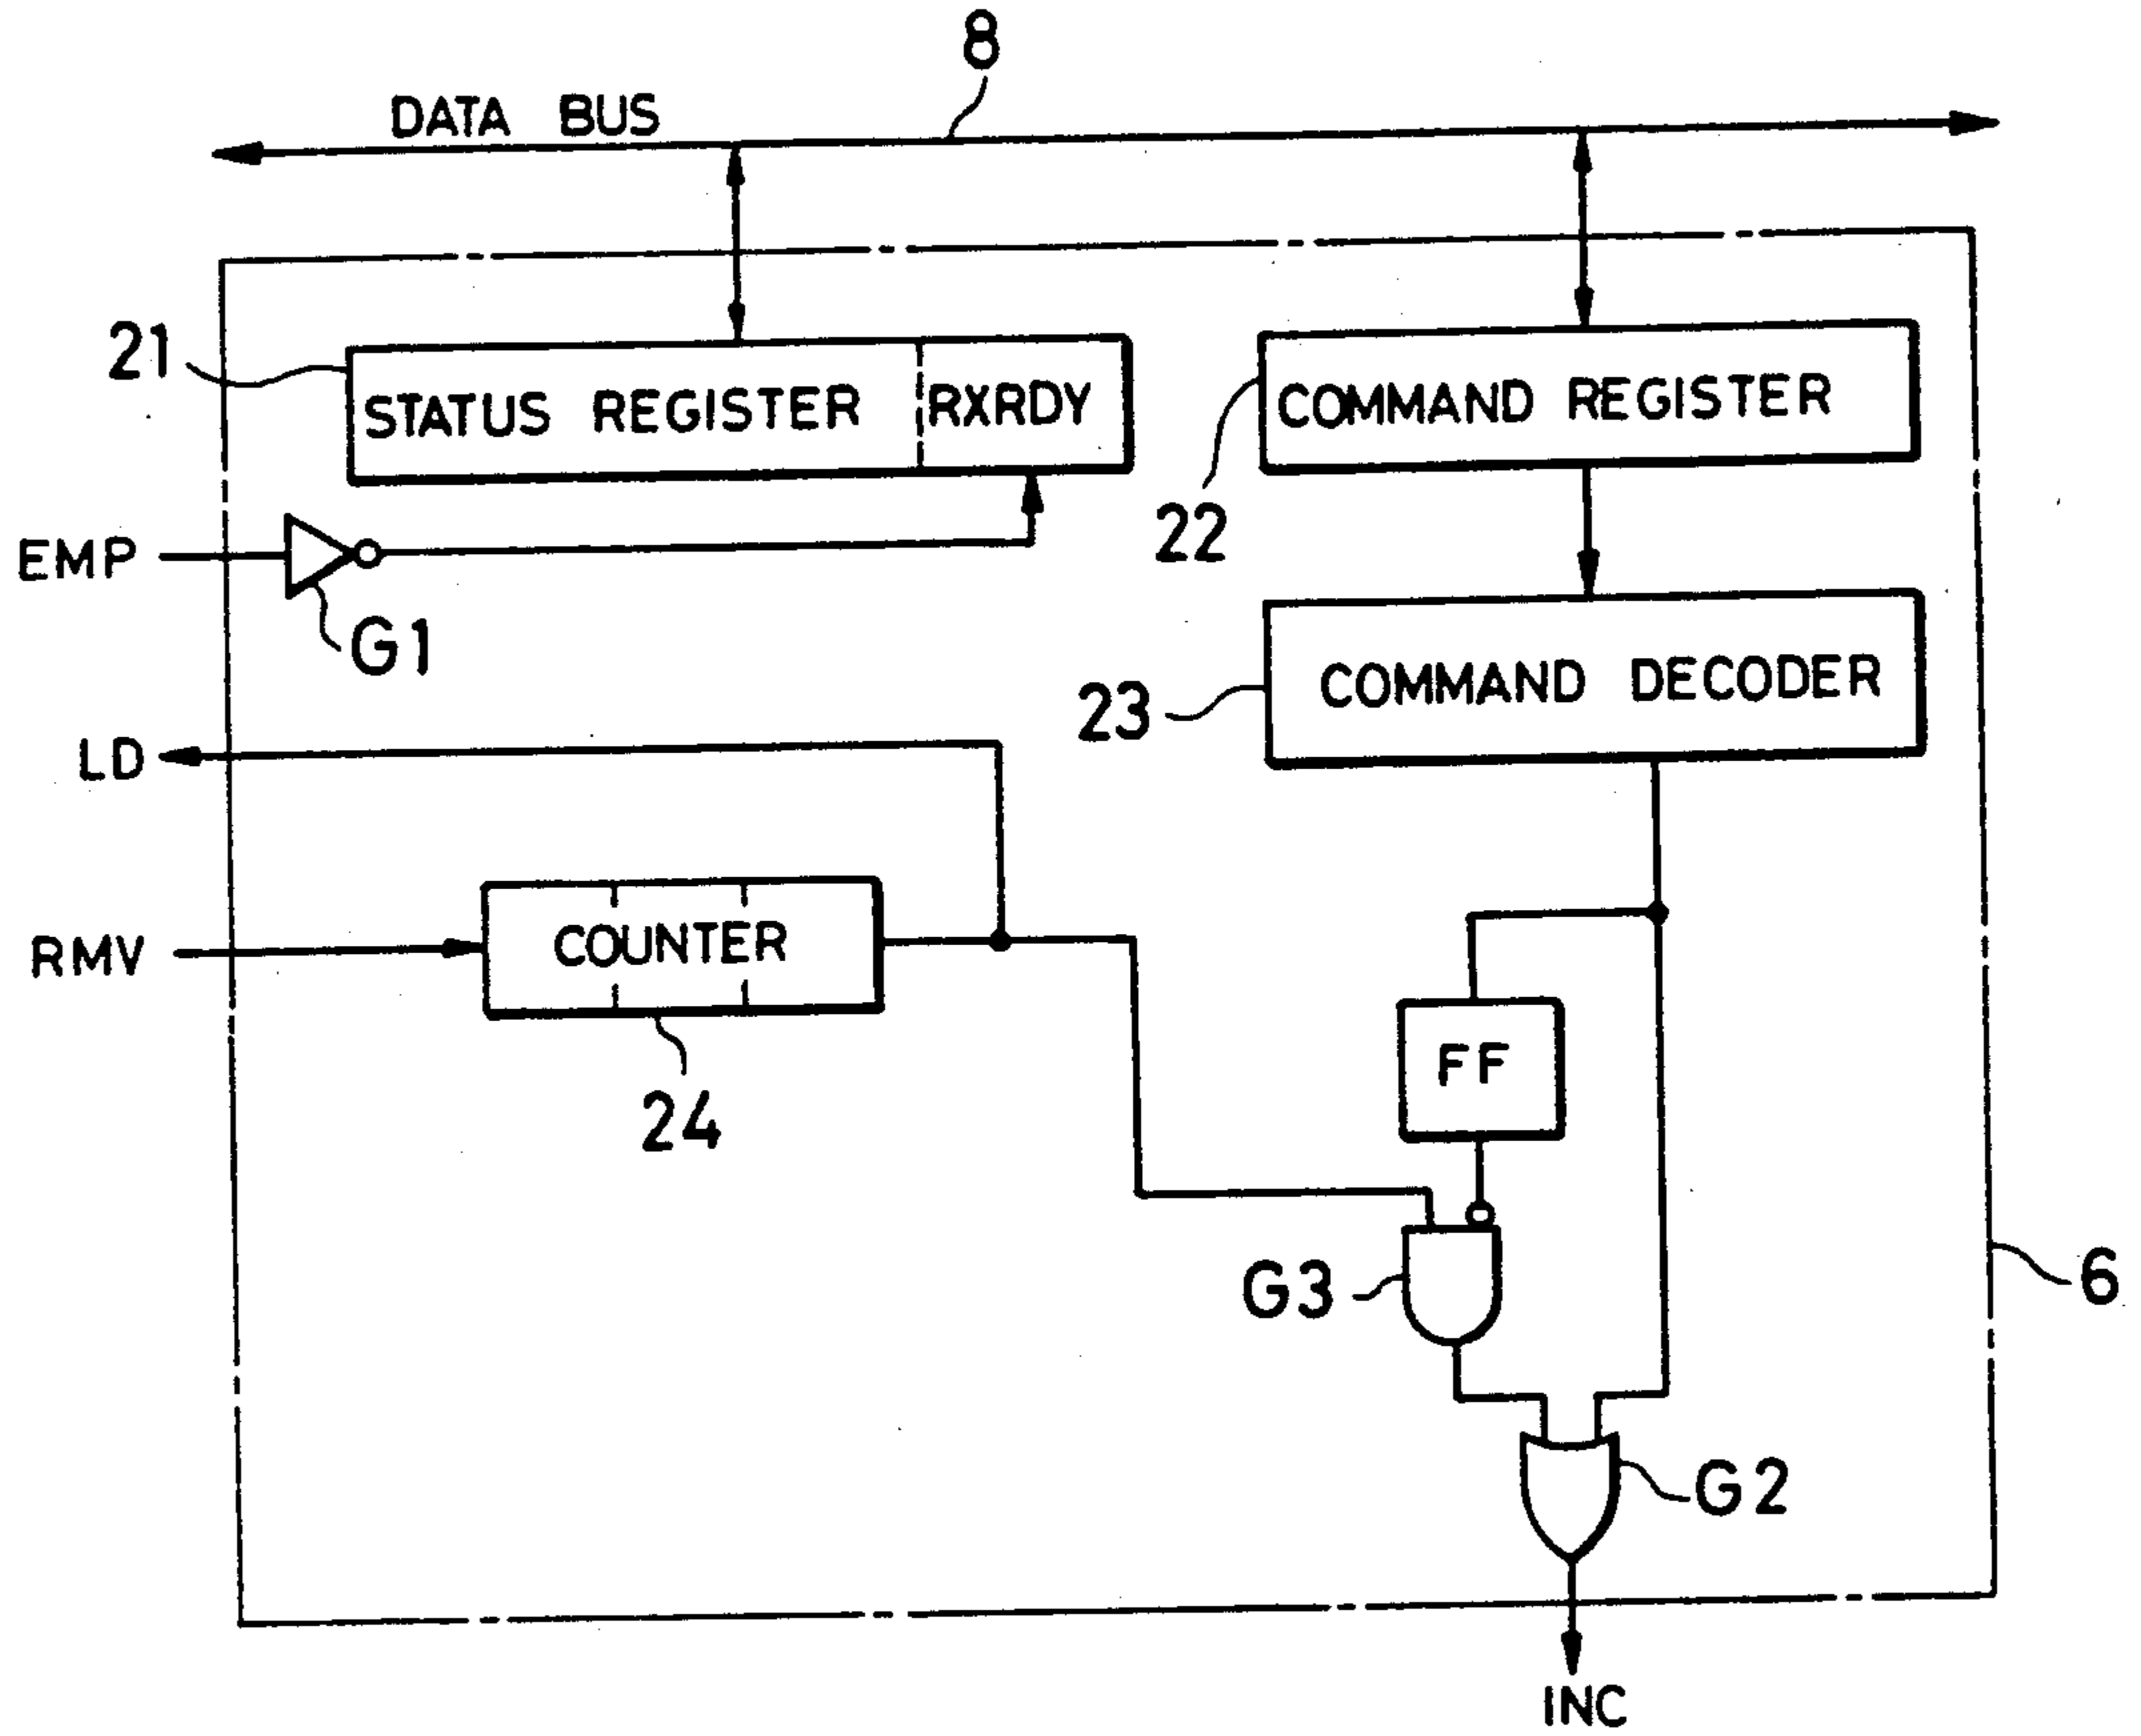 8
DATA BUS
21
STATUS REGISTER RXRDY
COMMAND REGISTER
22
EMP
G1
COMMAND DECODER
23
LD
RMV
COUNTER
FF
24
G3
6
G2
INC